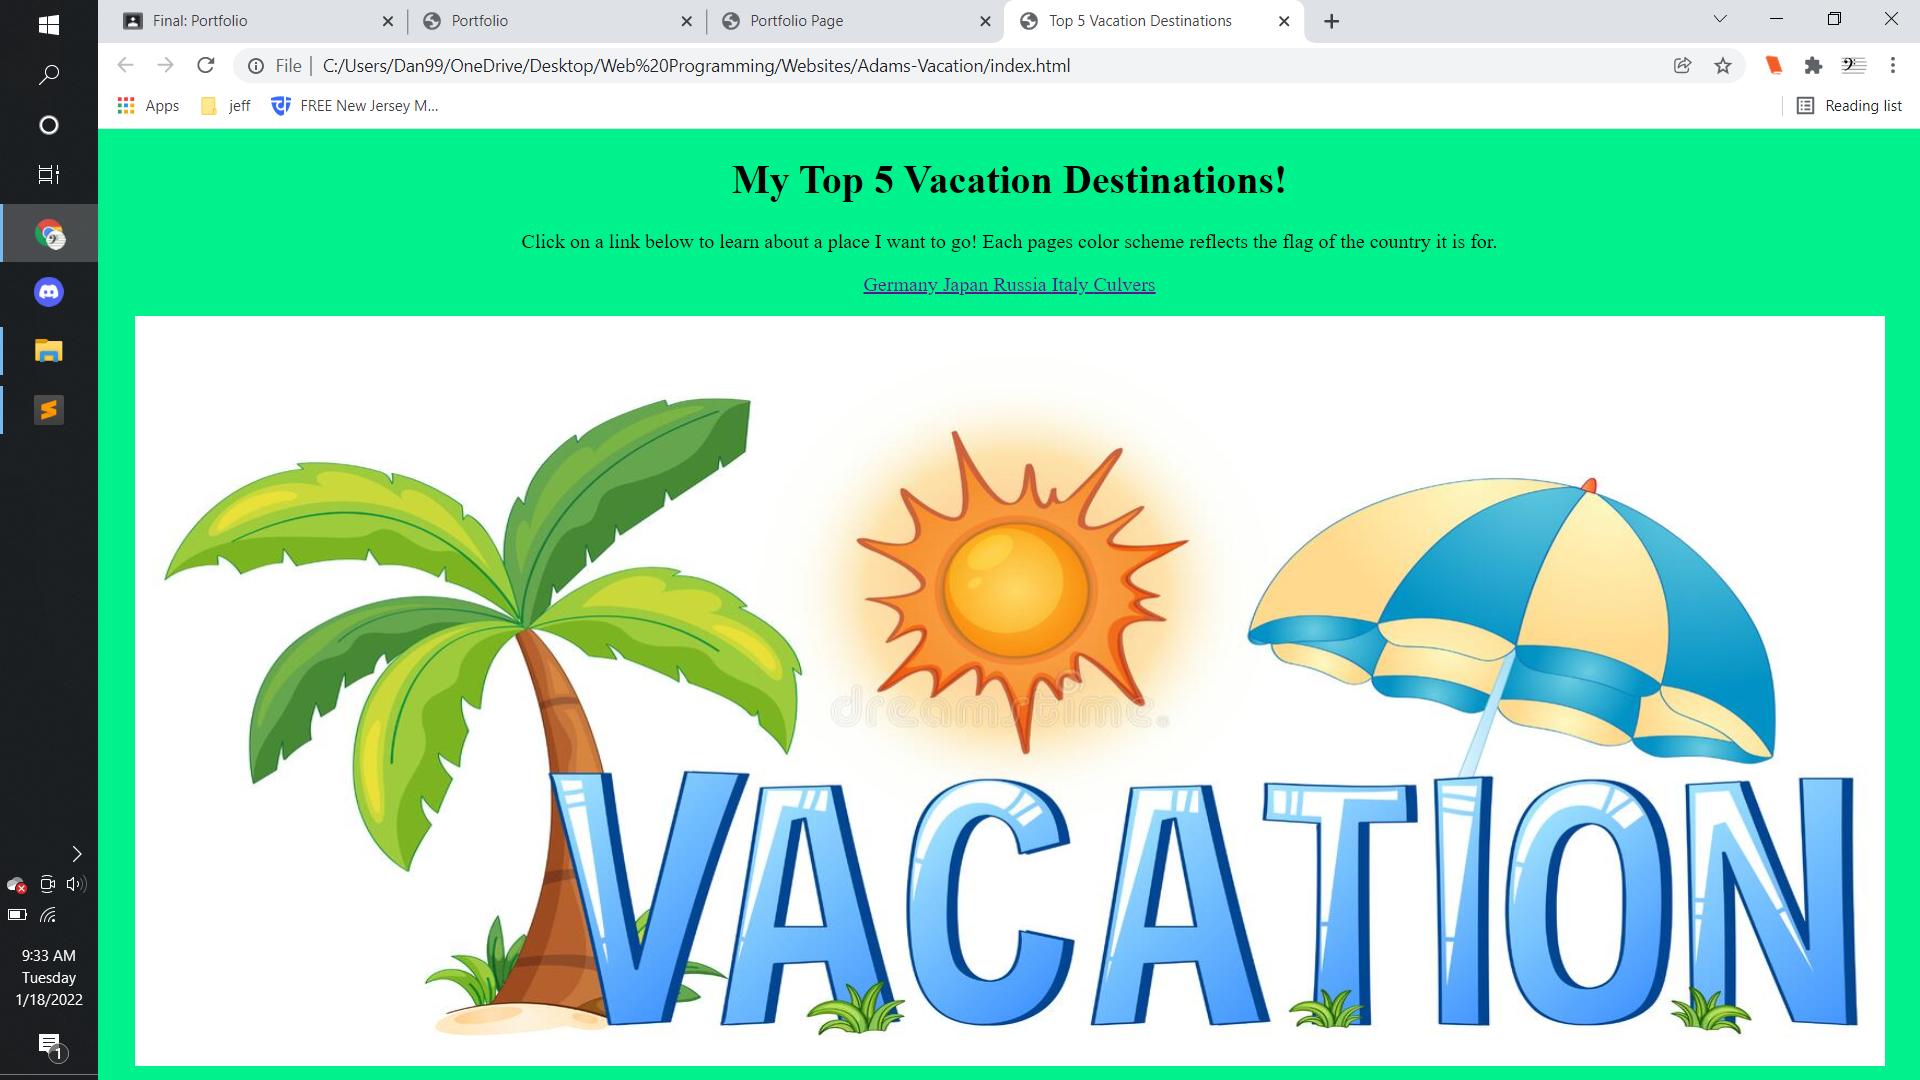 Final: Portfolio
Portfolio
Portfolio Page
Top 5 Vacation Destinations
File
C:/Users/Dan99/OneDrive/Desktop/Web%20Programming/Websites/Adams-Vacation/index.html
Apps
jeff
FREE New Jersey M...
Reading list
My Top 5 Vacation Destinations!
Click on a link below to learn about a place I want to go! Each pages color scheme reflects the flag of the country it is for.
Germany Japan Russia Italy Culvers
dreamstime.
VACATION
9:33 AM
Tuesday
1/18/2022
1